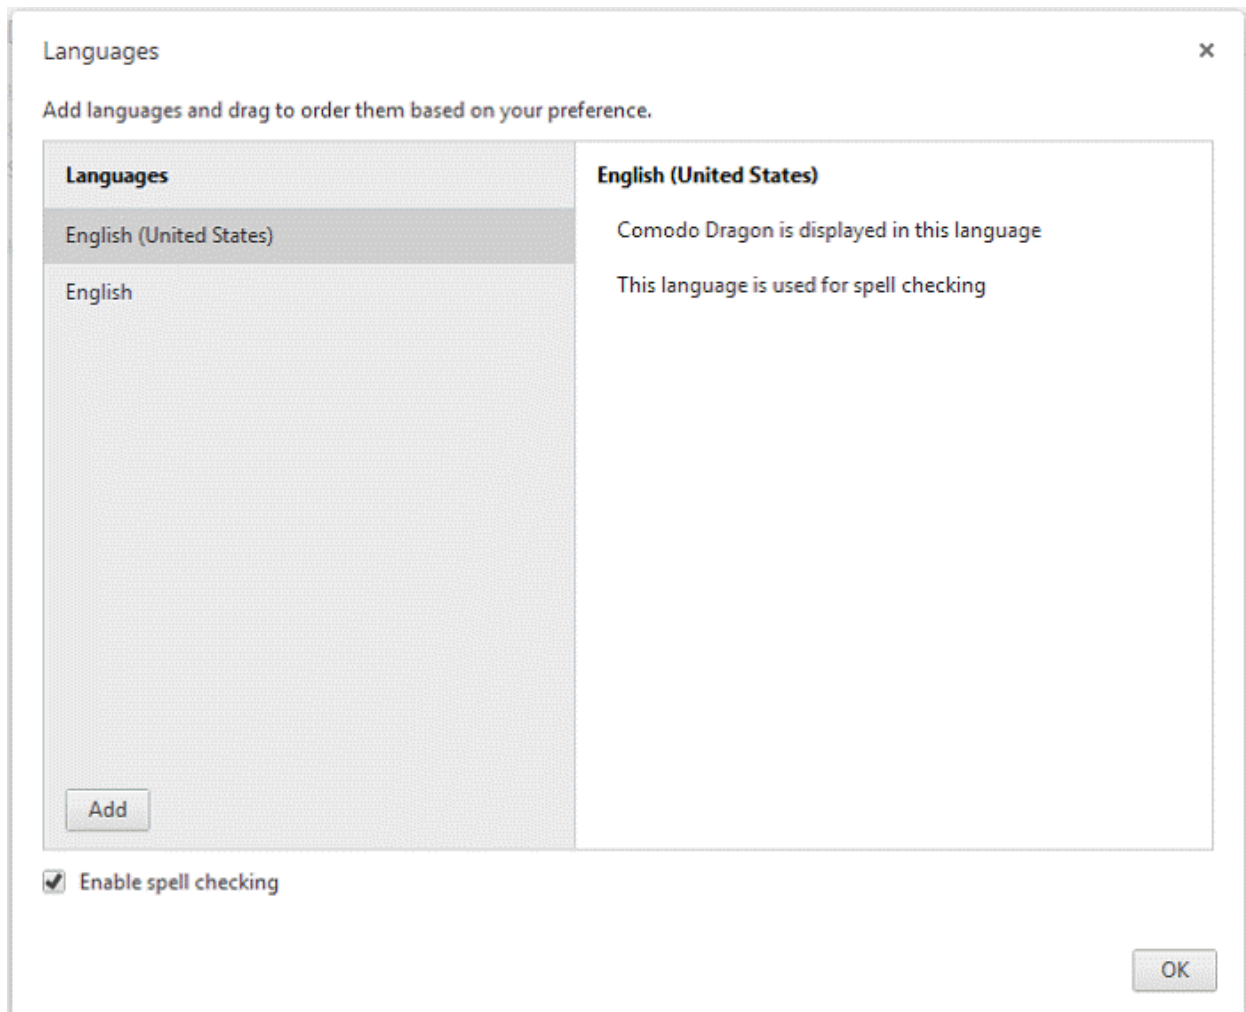 Languages
Add languages and drag to order them based on your preference.
Languages
English (United States)
English
Add
English (United States)
Comodo Dragon is displayed in this language
This language is used for spell checking
Enable spell checking
OK